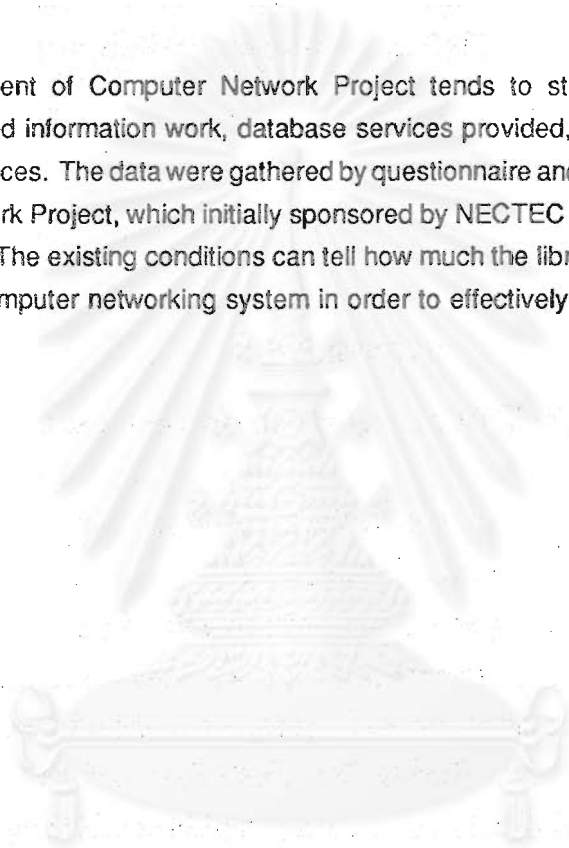 ent of Computer Network Project tends to st
d information work, database services provided,
ces. The data were gathered by questionnaire an
rk Project, which initially sponsored by NECTEC
The existing conditions can tell how much the libr
mputer networking system in order to effectively